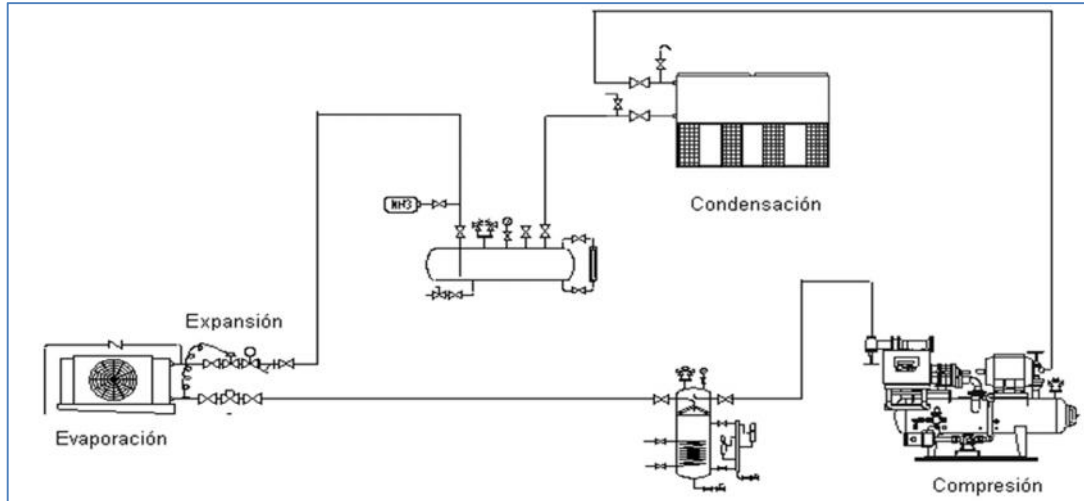 Condensación
NH3
Expansión
Evaporación
Compresión